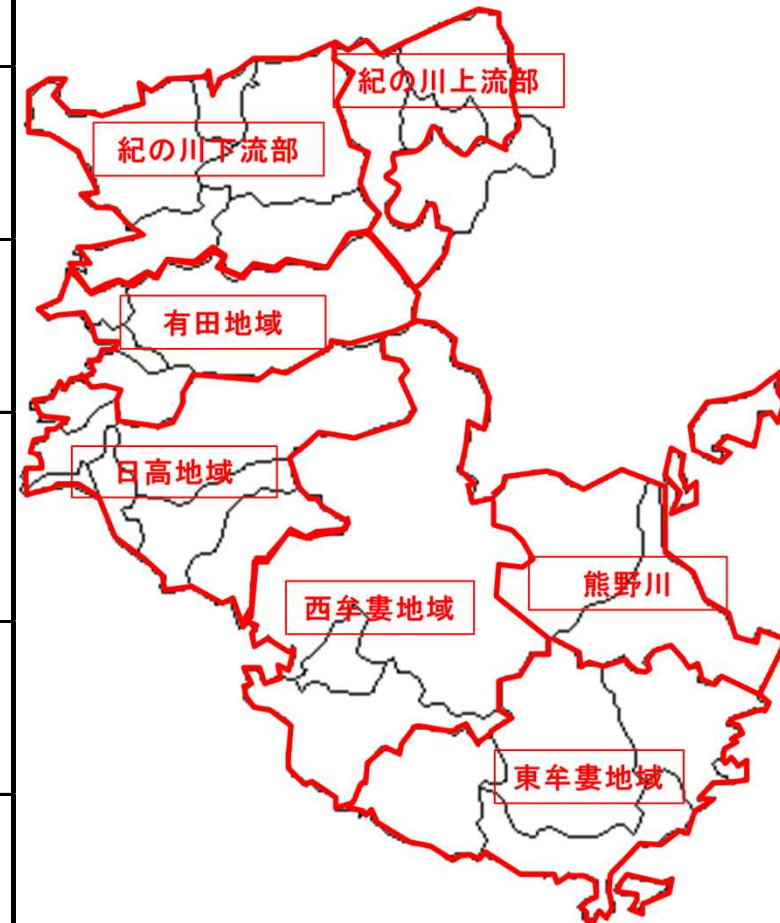 紀の川上流部
紀の川下流部
有田地域
日高地域
西牟婁地域
熊野川
東牟婁地域